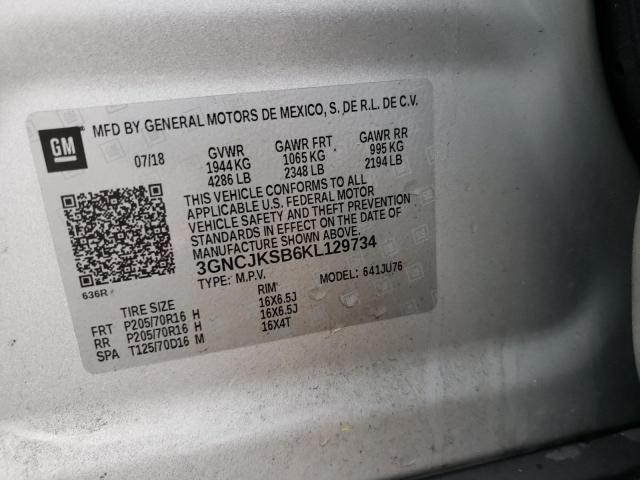 GM MFD BY GENERAL MOTORS DE MEXICO, S. DE R.L. DE C.V.
07/18 GVWR GAWR FRT GAWR RR
1944 KG 1065 KG 995 KG
4286 LB 2348 LB 2194 LB
THIS VEHICLE CONFORMS TO ALL
APPLICABLE U.S. FEDERAL MOTOR
VEHICLE SAFETY AND THEFT PREVENTION
STANDARDS IN EFFECT ON THE DATE OF
MANUFACTURE SHOWN ABOVE.
3GNCJKSB6KL129734
TYPE: M.P.V. MODEL: 641JU76
636R
TIRE SIZE RIM
FRT P205/70R16 H 16X6.5J
RR P205/70R16 H 16X6.5J
SPA T125/70D16 M 16X4T